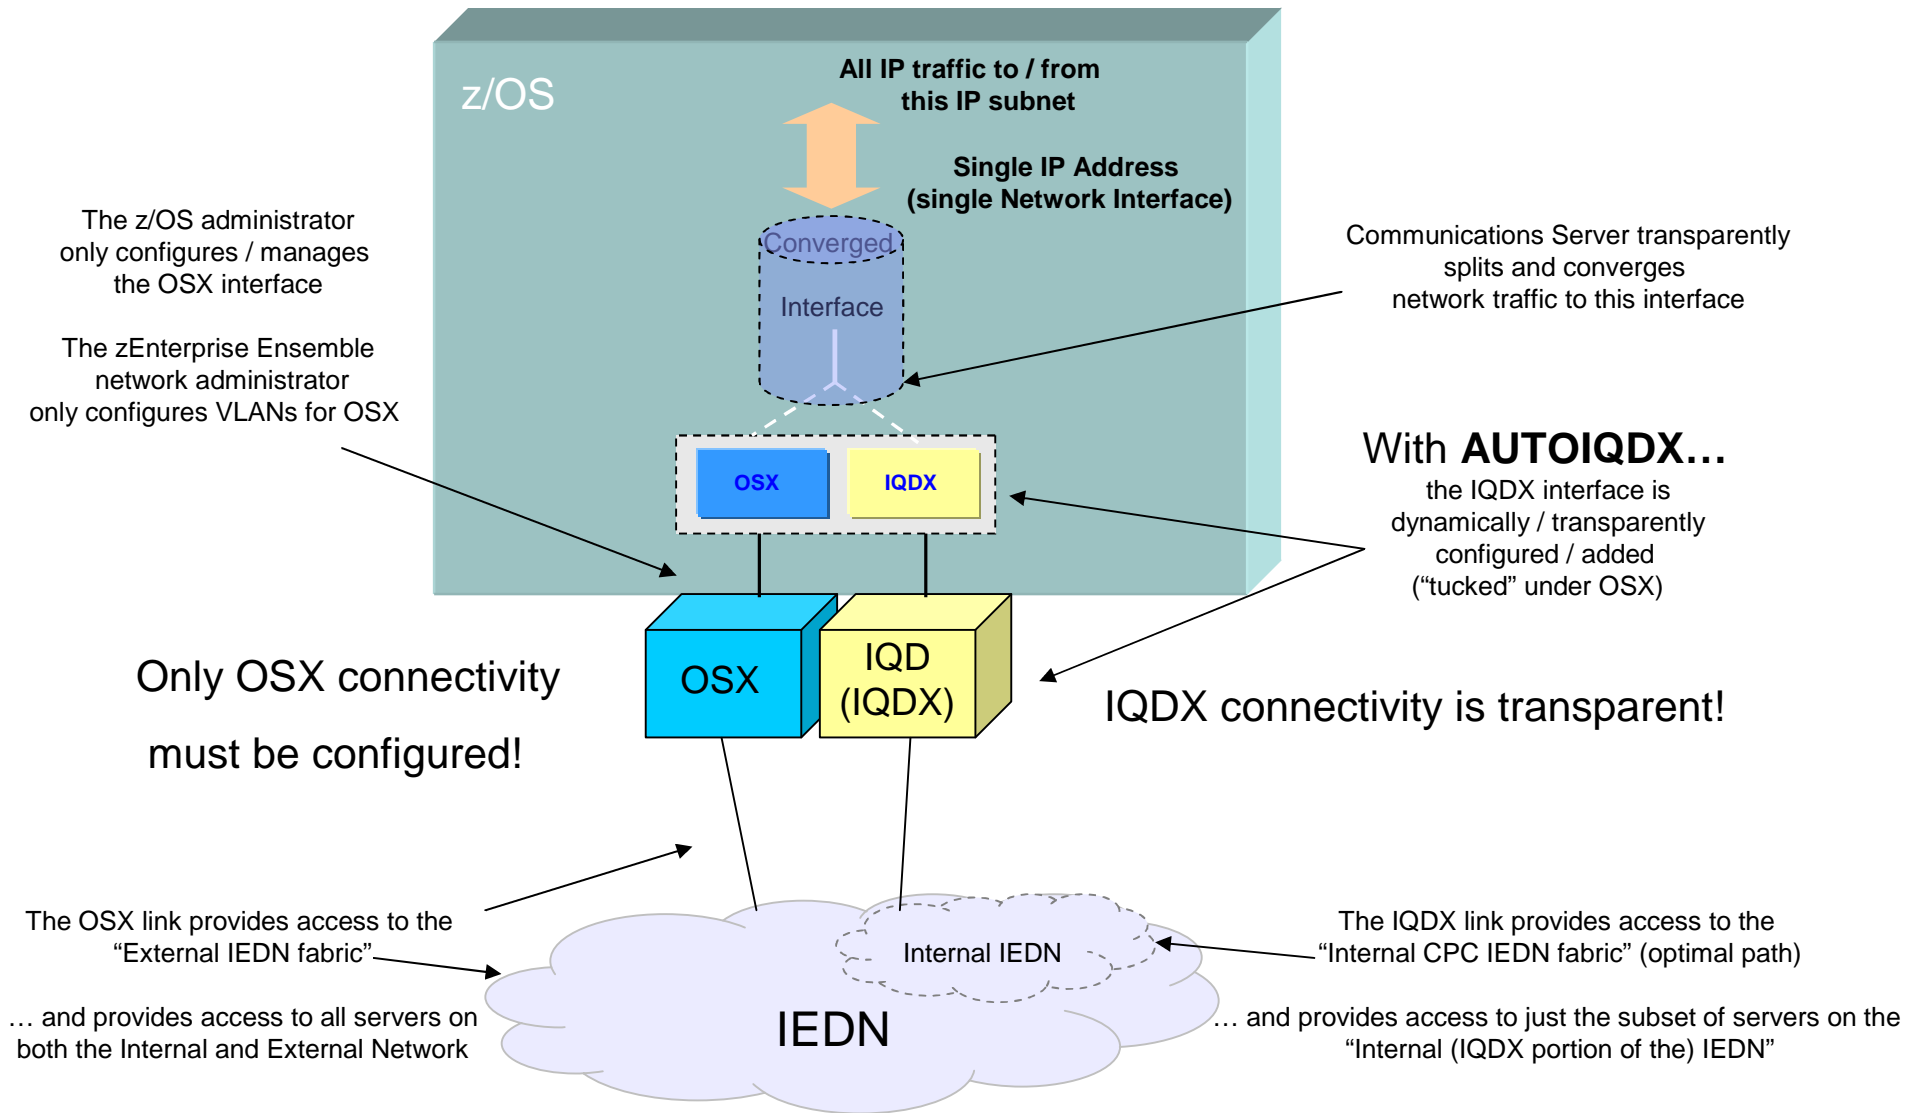 z/OS
All IP traffic to / from
this IP subnet
Single IP Address
(single Network Interface)
Converged
Interface
The z/OS administrator
only configures / manages
the OSX interface
The zEnterprise Ensemble
network administrator
only configures VLANs for OSX
Communications Server transparently
splits and converges
network traffic to this interface
OSX
IQDX
With AUTOIQDX…
the IQDX interface is
dynamically / transparently
configured / added
(“tucked” under OSX)
OSX
IQD
(IQDX)
Only OSX connectivity
must be configured!
IQDX connectivity is transparent!
The OSX link provides access to the
“External IEDN fabric”
… and provides access to all servers on
both the Internal and External Network
Internal IEDN
IEDN
The IQDX link provides access to the
“Internal CPC IEDN fabric” (optimal path)
… and provides access to just the subset of servers on the
“Internal (IQDX portion of the) IEDN”